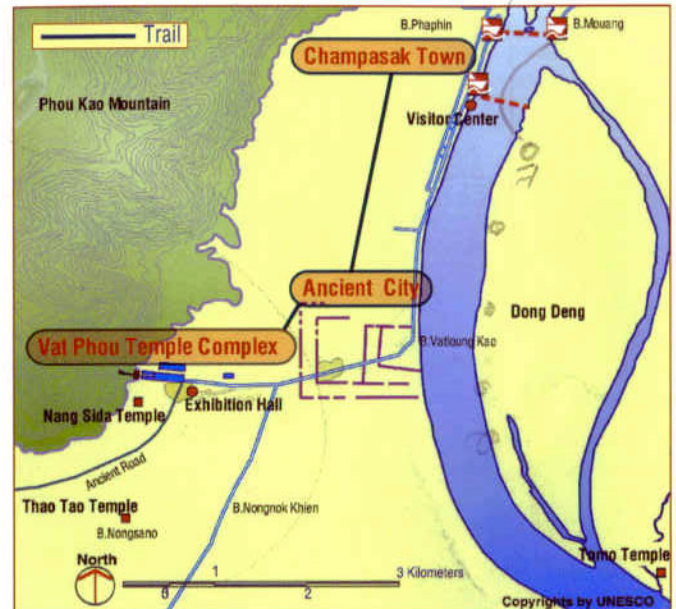 Trail
B.Phaphin
B.Mouang
Champasak Town
Phou Kao Mountain
Visitor Center
Ancient City
Dong Deng
Vat Phou Temple Complex
B.Vatloung Kao
Nang Sida Temple
Exhibition Hall
Ancient Road
Thao Tao Temple
B.Nongnok Khien
B.Nongsano
North
Tomo Temple
1
3 Kilometers
0
2
Copyrights by UNESCO